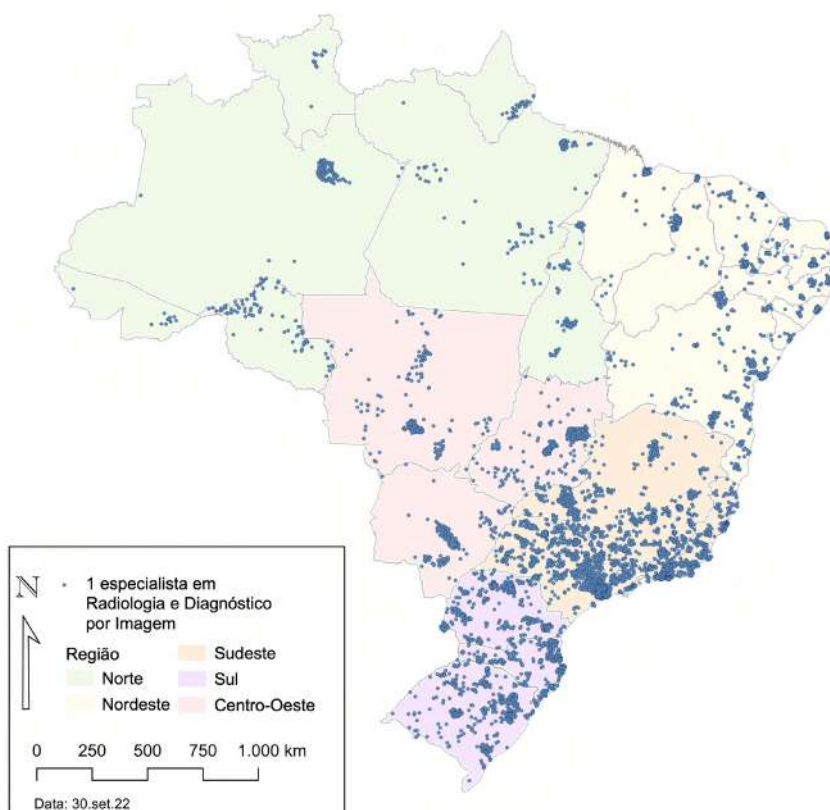 N
1 especialista em
Radiologia e Diagnóstico
por Imagem
Região
Norte
Nordeste
Sudeste
Sul
Centro-Oeste
0 250 500 750 1.000 km
Data: 30.set.22